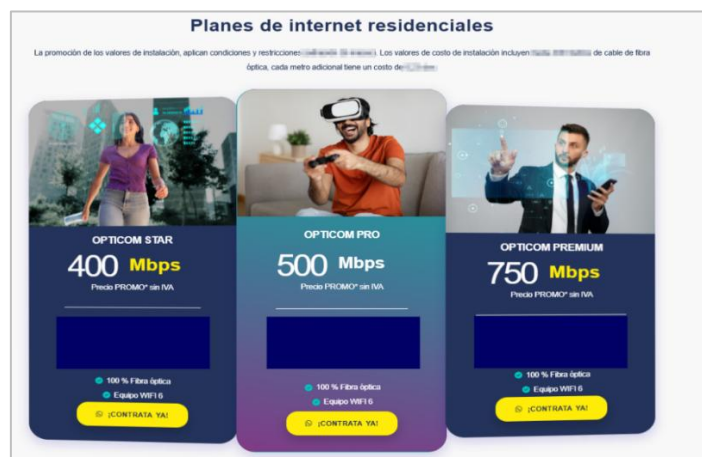 Planes de internet residenciales
La promoción de los valores de instalación, aplican condiciones y restricciones Los valores de costo de instalación incluyen de cable de fibra
óptica, cada metro adicional tiene un costo de
OPTICOM STAR
400 Mbps
Precio PROMO* sin IVA
100 % Fibra óptica
Equipo WIFI 6
¡CONTRATA YA!
OPTICOM PRO
500 Mbps
Precio PROMO* sin IVA
100 % Fibra óptica
Equipo WIFI 6
¡CONTRATA YA!
OPTICOM PREMIUM
750 Mbps
Precio PROMO* sin IVA
100 % Fibra óptica
Equipo WIFI 6
¡CONTRATA YA!